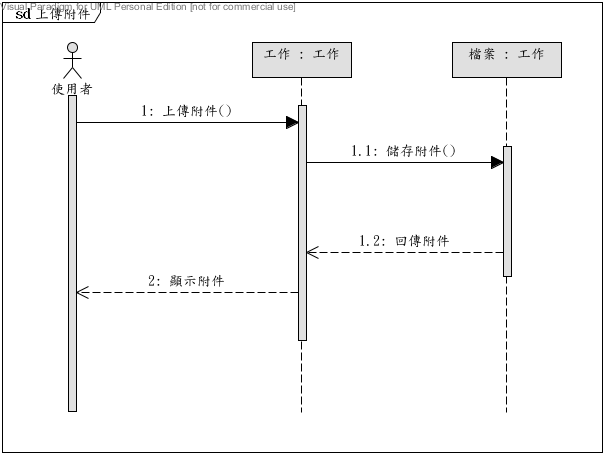 Visual Paradigm for UML Personal Edition [not for commercial use]
sd 上傳附件
工作 : 工作
檔案 : 工作
使用者
1: 上傳附件()
1.1: 儲存附件()
1.2: 回傳附件
2: 顯示附件